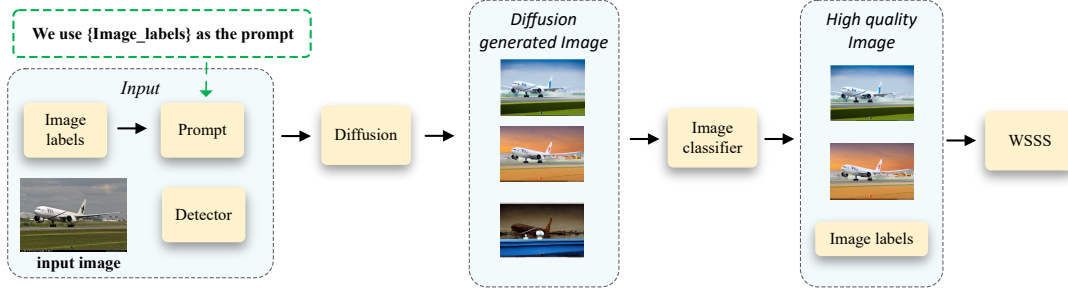 We use {Image_labels} as the prompt
Input
Image
labels
Prompt
Detector
input image
Diffusion
Diffusion
generated Image
Image
classifier
High quality
Image
Image labels
WSSS